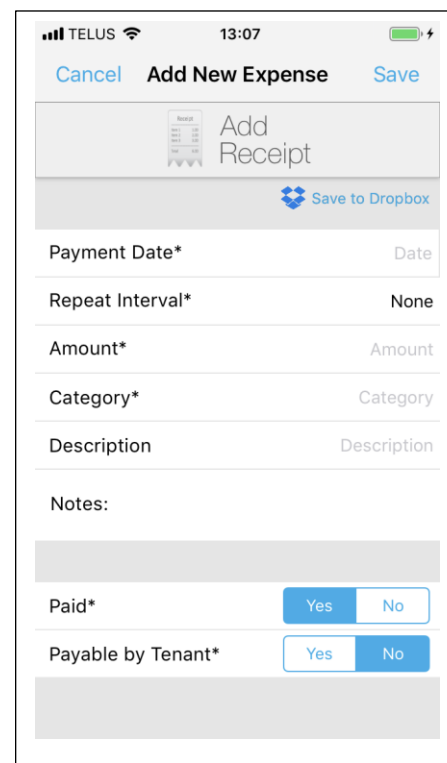 TELUS 13:07
Cancel Add New Expense Save
Receipt
Add
Receipt
Save to Dropbox
Payment Date* Date
Repeat Interval* None
Amount* Amount
Category* Category
Description Description
Notes:
Paid* Yes No
Payable by Tenant* Yes No